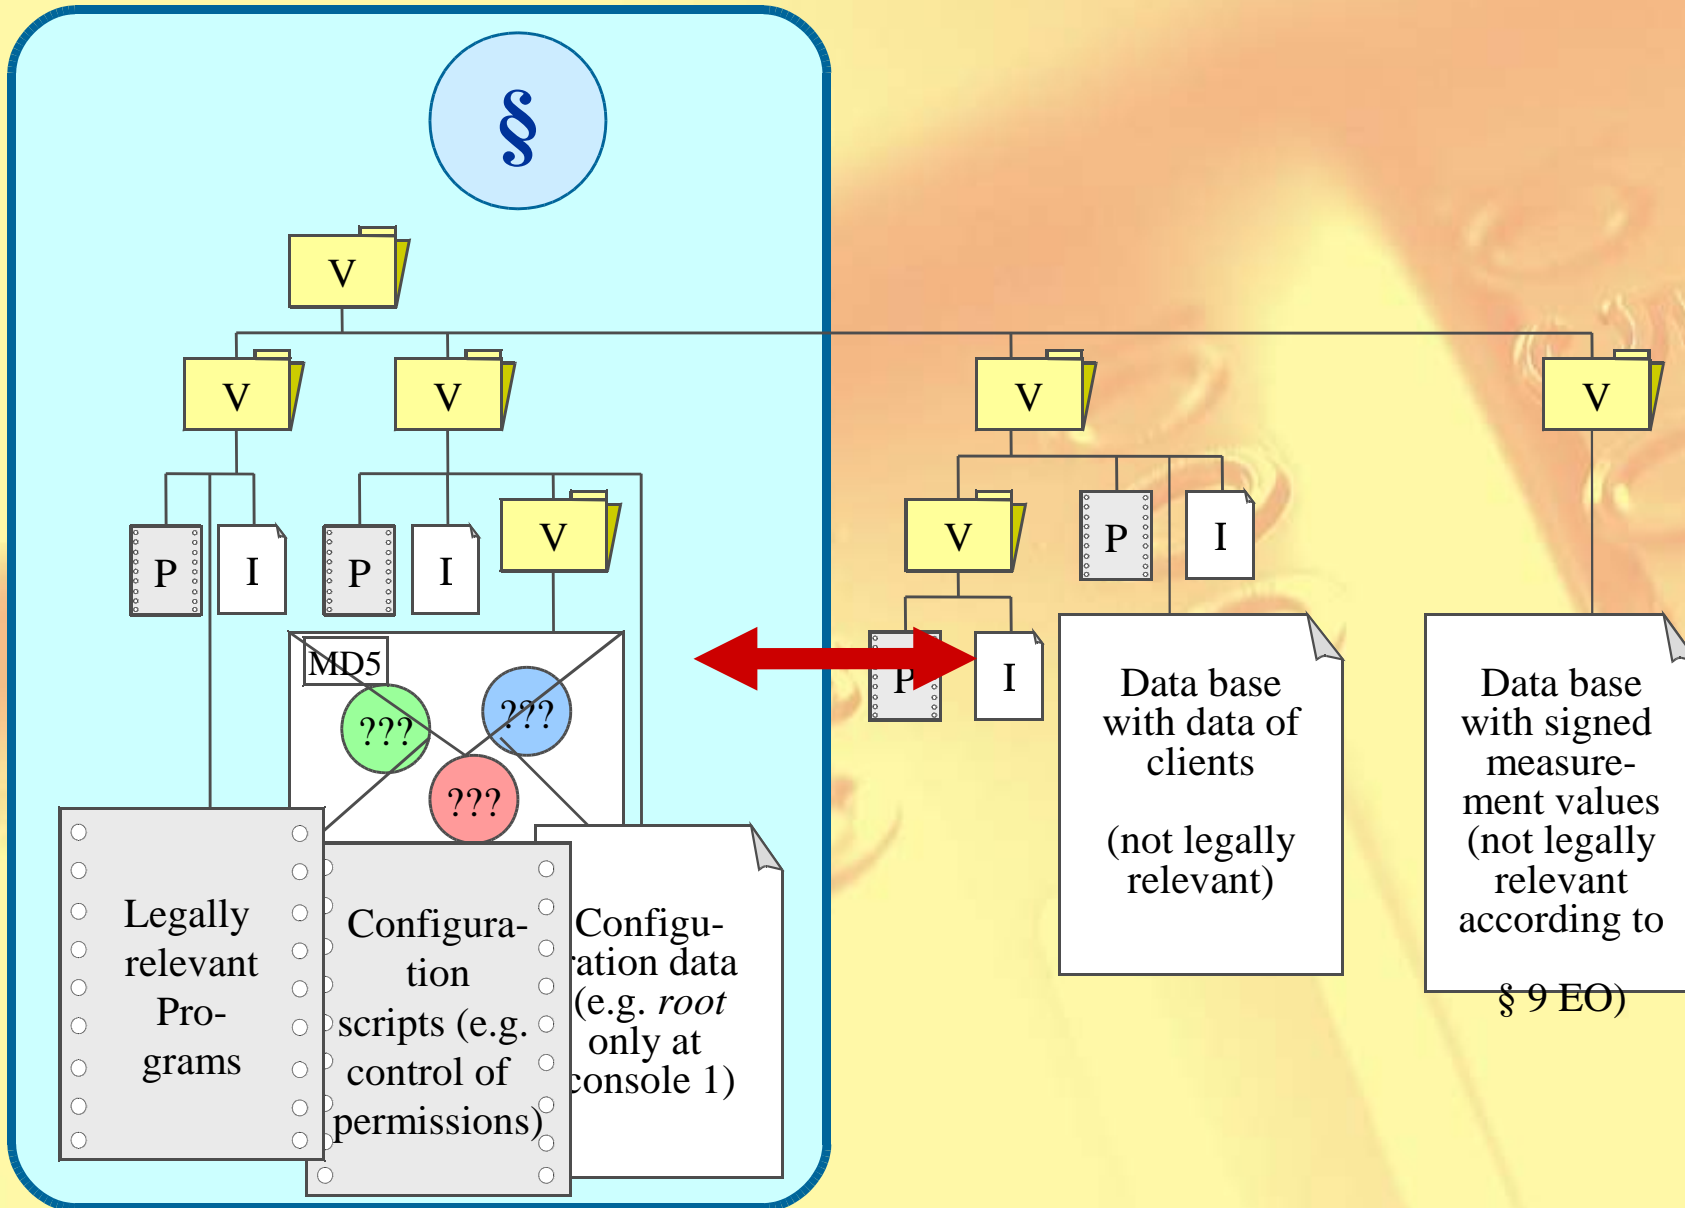 §
V
V
V
V
V
P
I
P
I
V
V
P
I
P
I
MD5
???
???
???
Legally
relevant
Pro-
grams
Configura-
tion
scripts (e.g.
control of
permissions)
Configu-
ration data
(e.g. root
only at
console 1)
Data base
with data of
clients
(not legally
relevant)
Data base
with signed
measure-
ment values
(not legally
relevant
according to
§ 9 EO)